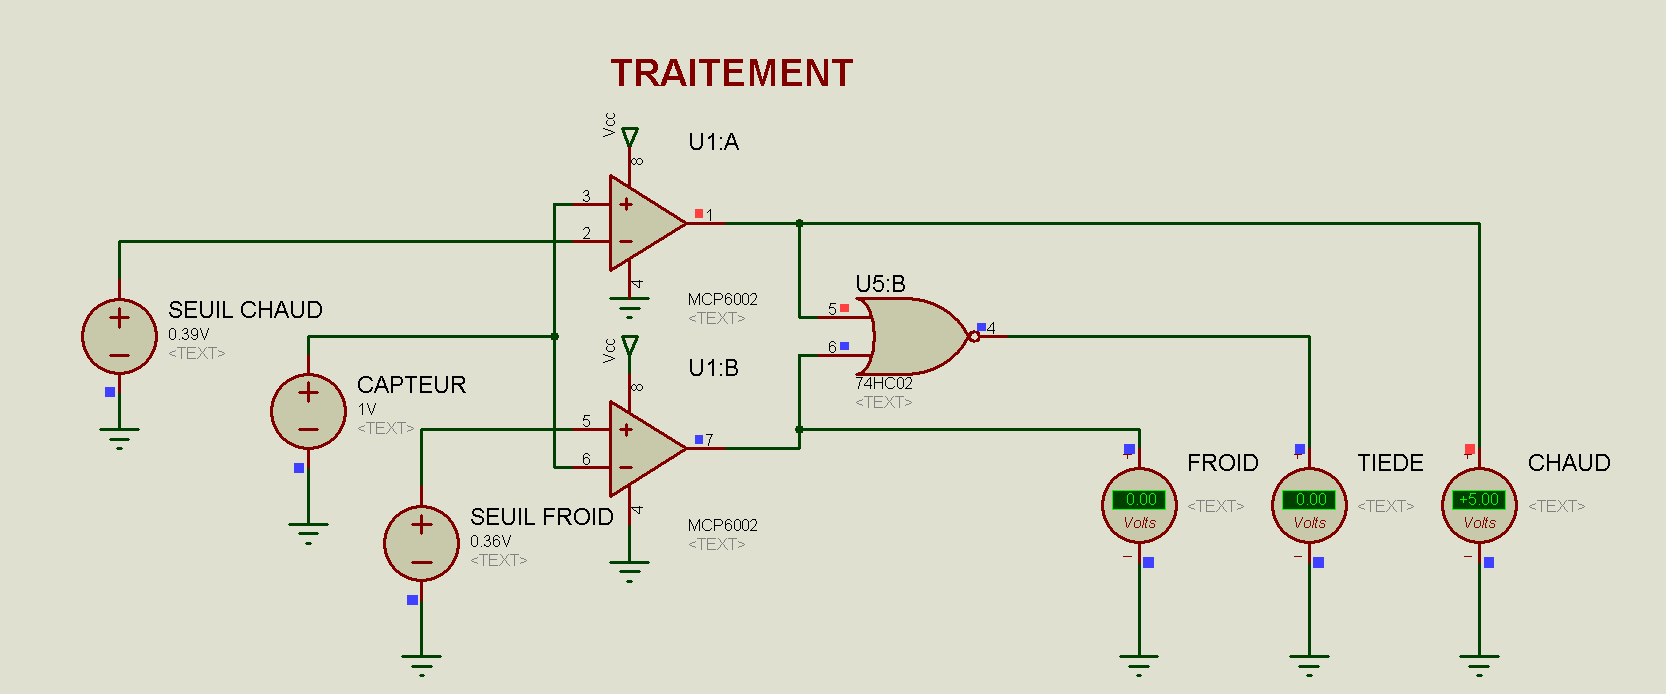 TRAITEMENT
Vcc
U1:A
8
3
2
1
4
MCP6002
<TEXT>
SEUIL CHAUD
0.39V
<TEXT>
U5:B
5
6
4
74HC02
<TEXT>
Vcc
U1:B
8
5
6
7
4
MCP6002
<TEXT>
CAPTEUR
1V
<TEXT>
SEUIL FROID
0.36V
<TEXT>
FROID
<TEXT>
0.00
Volts
TIEDE
<TEXT>
0.00
Volts
CHAUD
<TEXT>
+5.00
Volts